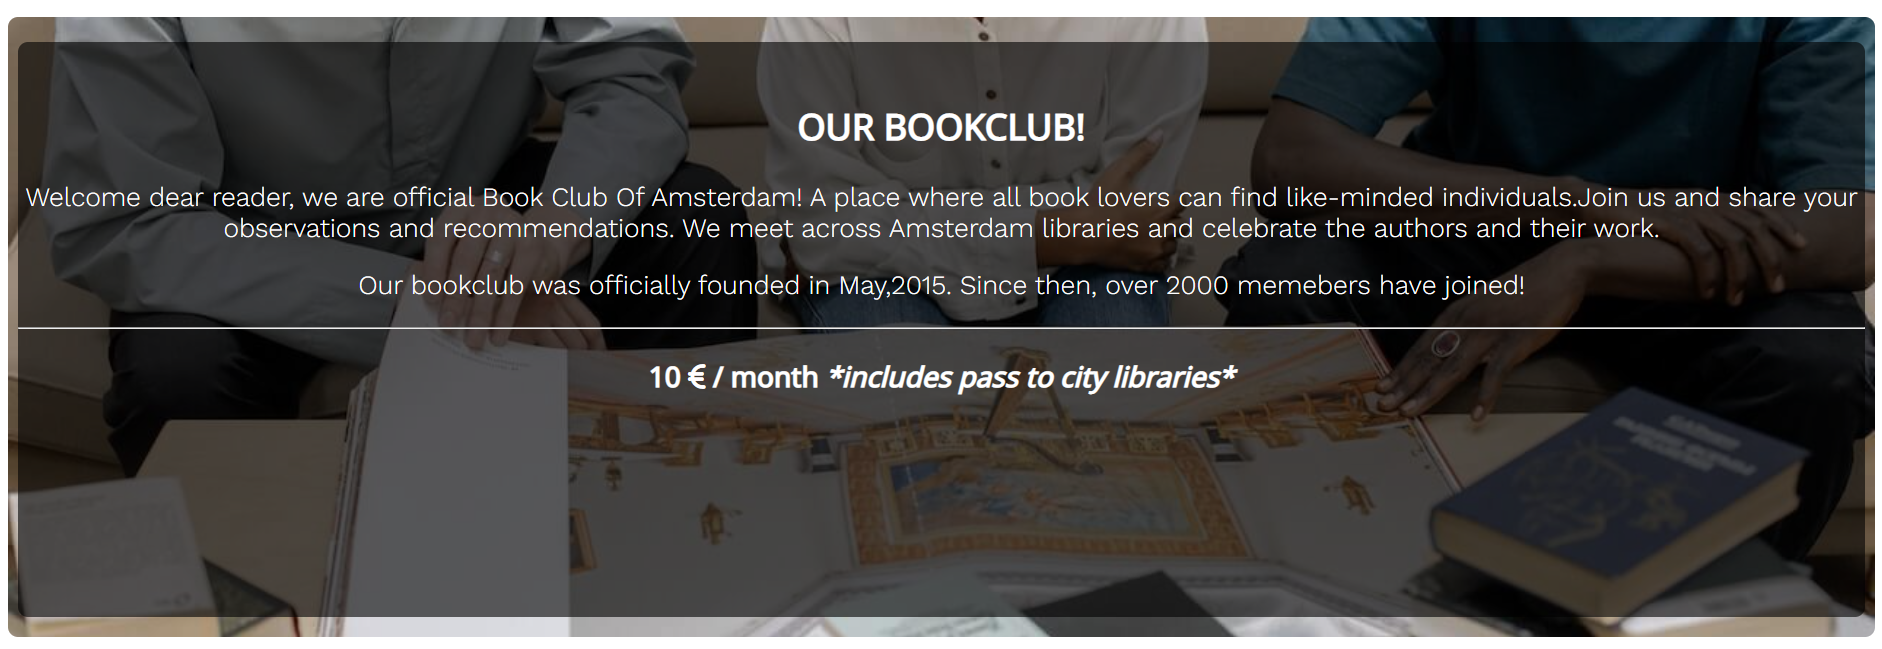 OUR BOOKCLUB!
Welcome dear reader, we are official Book Club Of Amsterdam! A place where all book lovers can find like-minded individuals.Join us and share your
observations and recommendations. We meet across Amsterdam libraries and celebrate the authors and their work.
Our bookclub was officially founded in May,2015. Since then, over 2000 memebers have joined!
10 € / month *includes pass to city libraries*